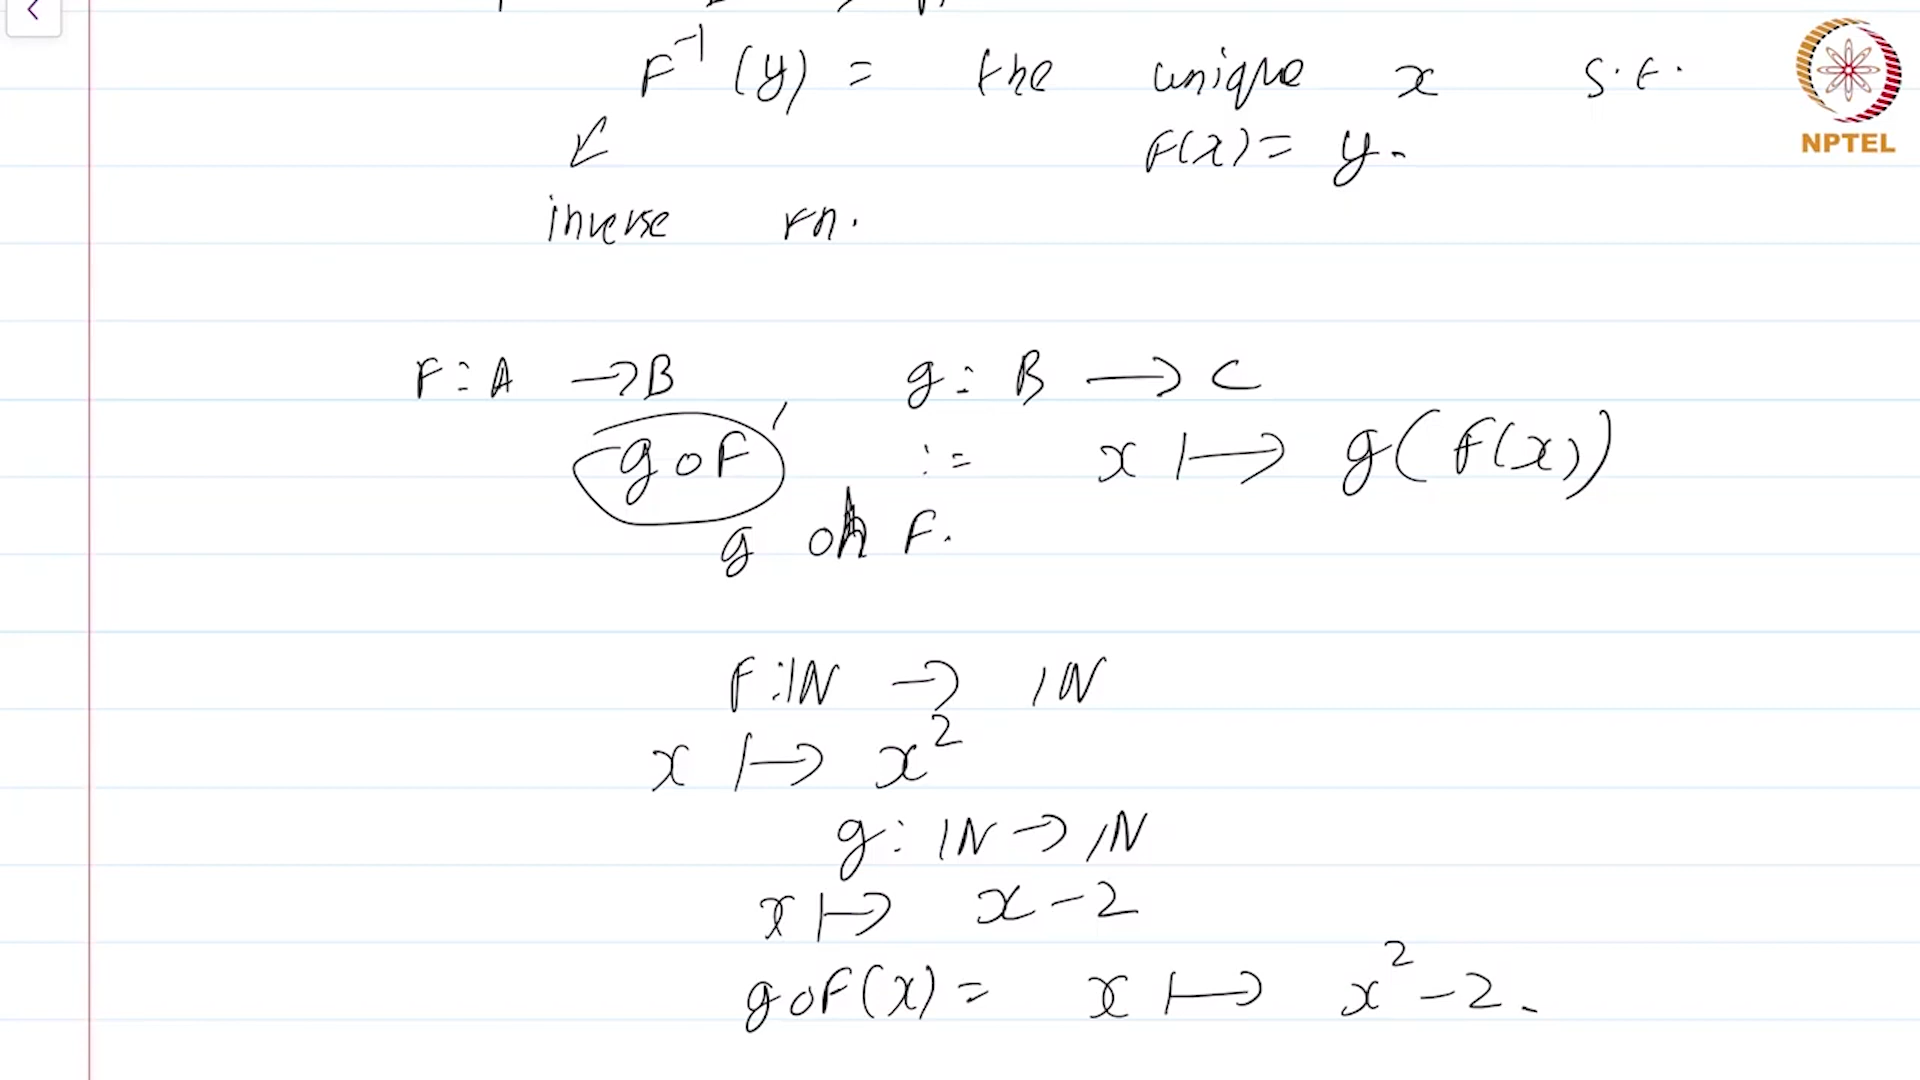 F⁻¹(y) = the unique x s.t.
F(x) = y.
inverse fn.
NPTEL
F : A → B g : B → C
g o F := x ↦ g(F(x))
g on F.
F : ℕ → ℕ
x ↦ x²
g : ℕ → ℕ
x ↦ x - 2
g o F(x) = x ↦ x² - 2.